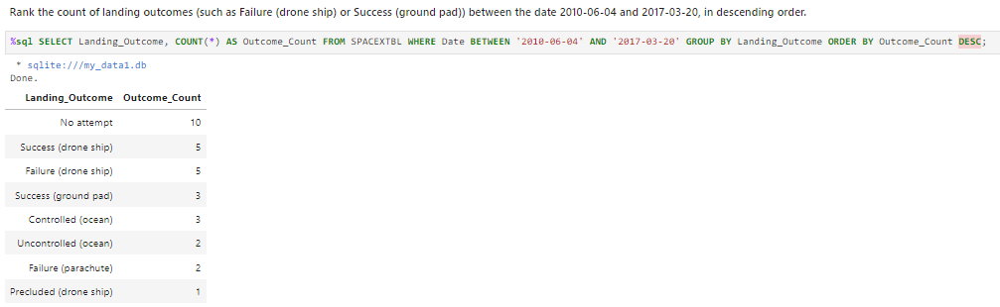 Rank the count of landing outcomes (such as Failure (drone ship) or Success (ground pad)) between the date 2010-06-04 and 2017-03-20, in descending order.
%sql SELECT Landing_Outcome, COUNT(*) AS Outcome_Count FROM SPACEXTBL WHERE Date BETWEEN '2010-06-04' AND '2017-03-20' GROUP BY Landing_Outcome ORDER BY Outcome_Count DESC;
* sqlite:///my_data1.db
Done.
Landing_Outcome Outcome_Count
No attempt 10
Success (drone ship) 5
Failure (drone ship) 5
Success (ground pad) 3
Controlled (ocean) 3
Uncontrolled (ocean) 2
Failure (parachute) 2
Precluded (drone ship) 1